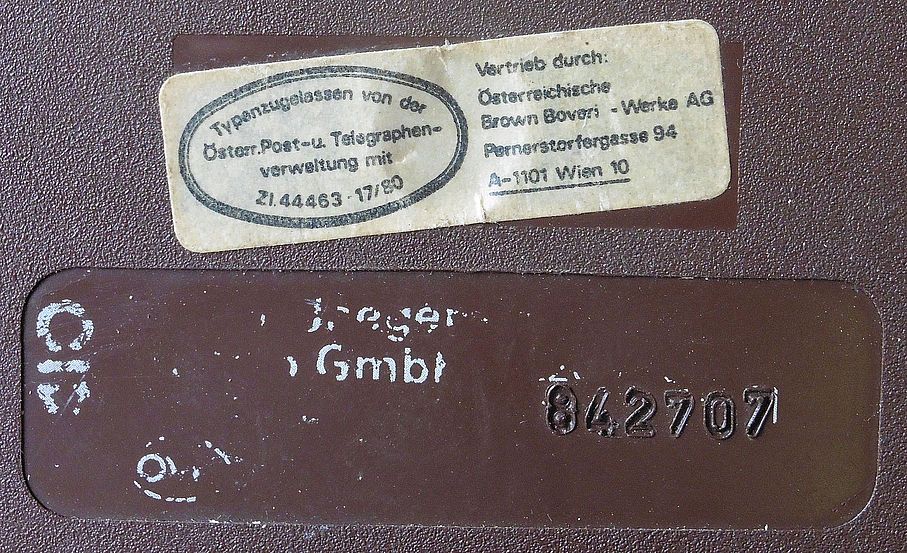 Typenzugelassen von der
Österr.Post-u. Telegraphen-
verwaltung mit
Zl.44463-17/80
Vertrieb durch:
Österreichische
Brown Boveri - Werke AG
Pernerstorfergasse 94
A-1101 Wien 10
842707